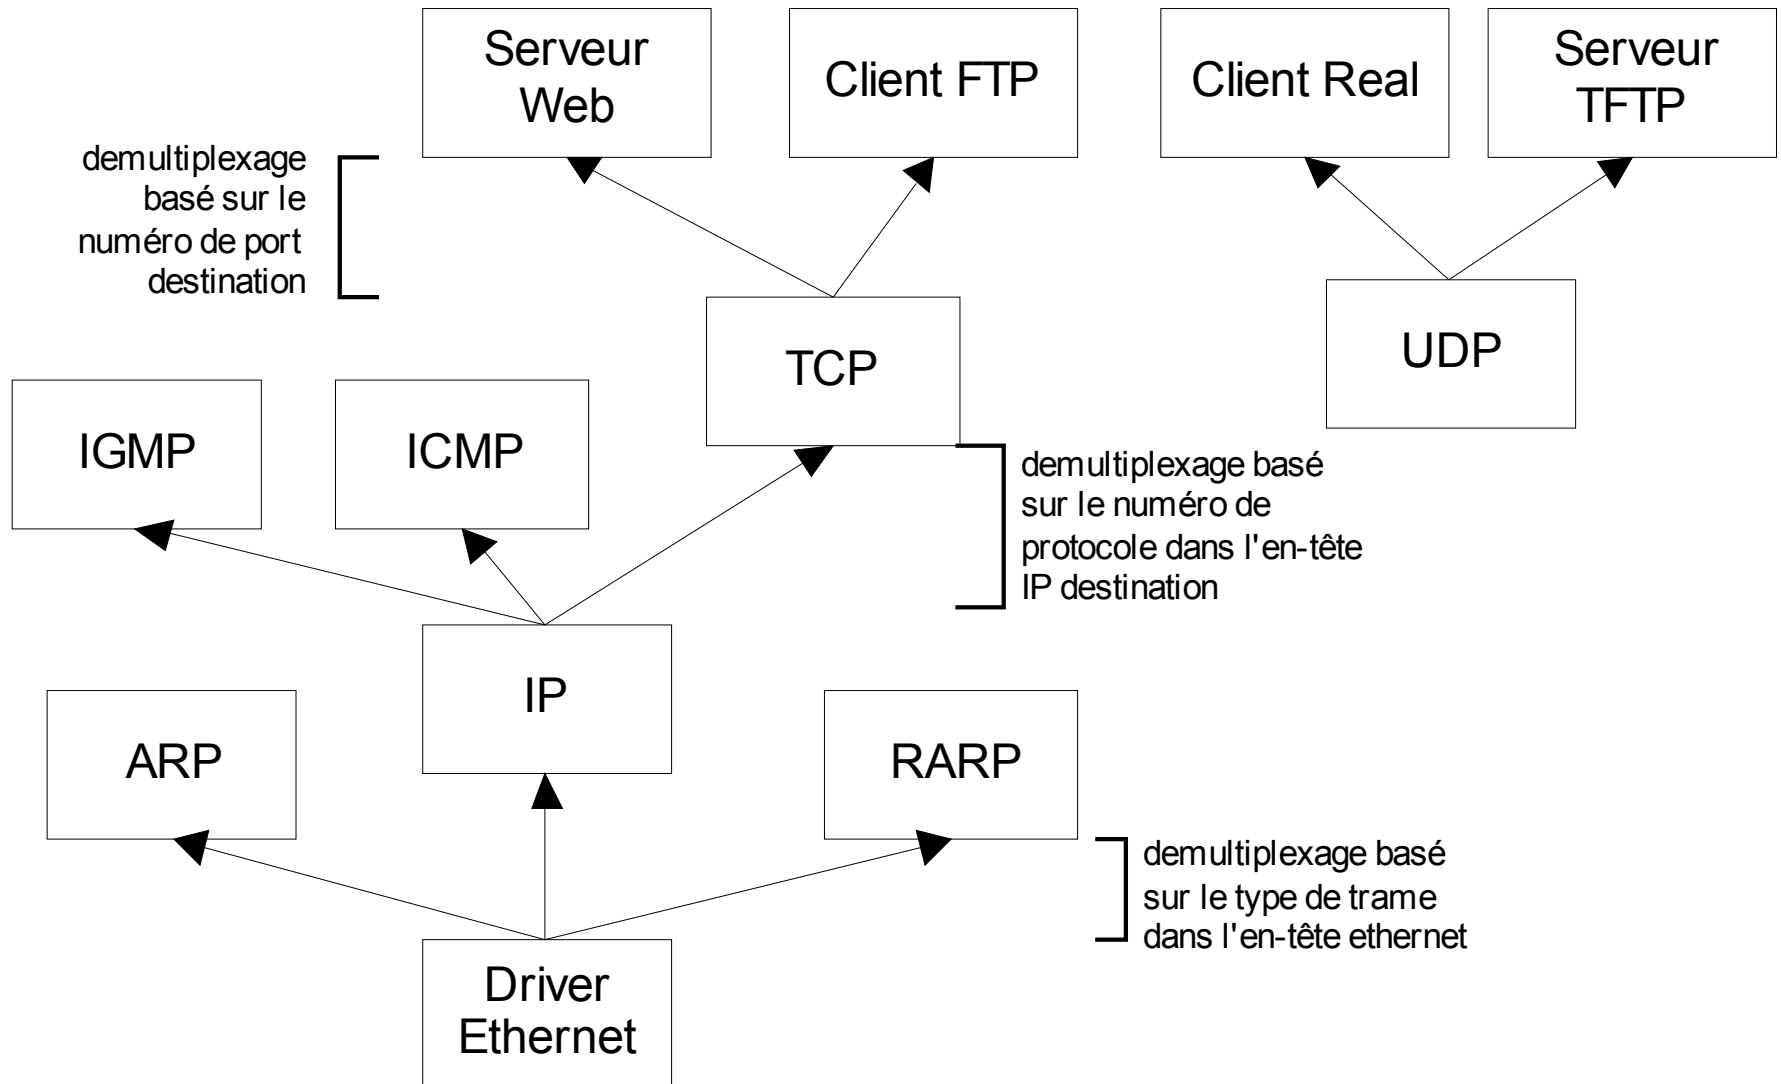 Serveur
Web
Client FTP
Client Real
Serveur
TFTP
demultiplexage
basé sur le
numéro de port
destination
TCP
UDP
IGMP
ICMP
demultiplexage basé
sur le numéro de
protocole dans l'en-tête
IP destination
IP
ARP
RARP
demultiplexage basé
sur le type de trame
dans l'en-tête ethernet
Driver
Ethernet